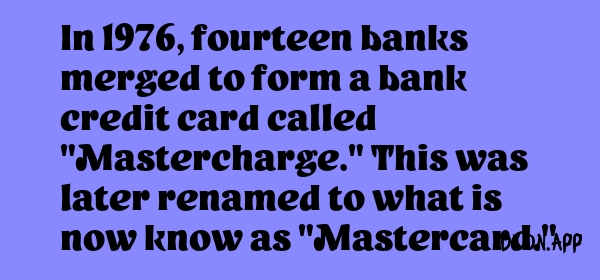 In 1976, fourteen banks
merged to form a bank
credit card called
"Mastercharge." This was
later renamed to what is
now know as "Mastercard."